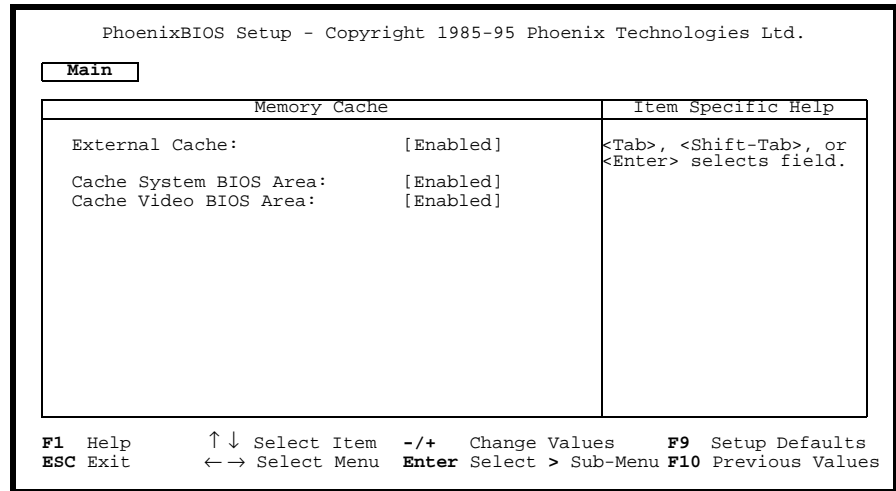 PhoenixBIOS Setup - Copyright 1985-95 Phoenix Technologies Ltd.
Main
Memory Cache
Item Specific Help
External Cache: [Enabled]
<Tab>, <Shift-Tab>, or
<Enter> selects field.
Cache System BIOS Area: [Enabled]
Cache Video BIOS Area: [Enabled]
F1 Help ↑↓ Select Item -/+ Change Values F9 Setup Defaults
ESC Exit ←→ Select Menu Enter Select > Sub-Menu F10 Previous Values